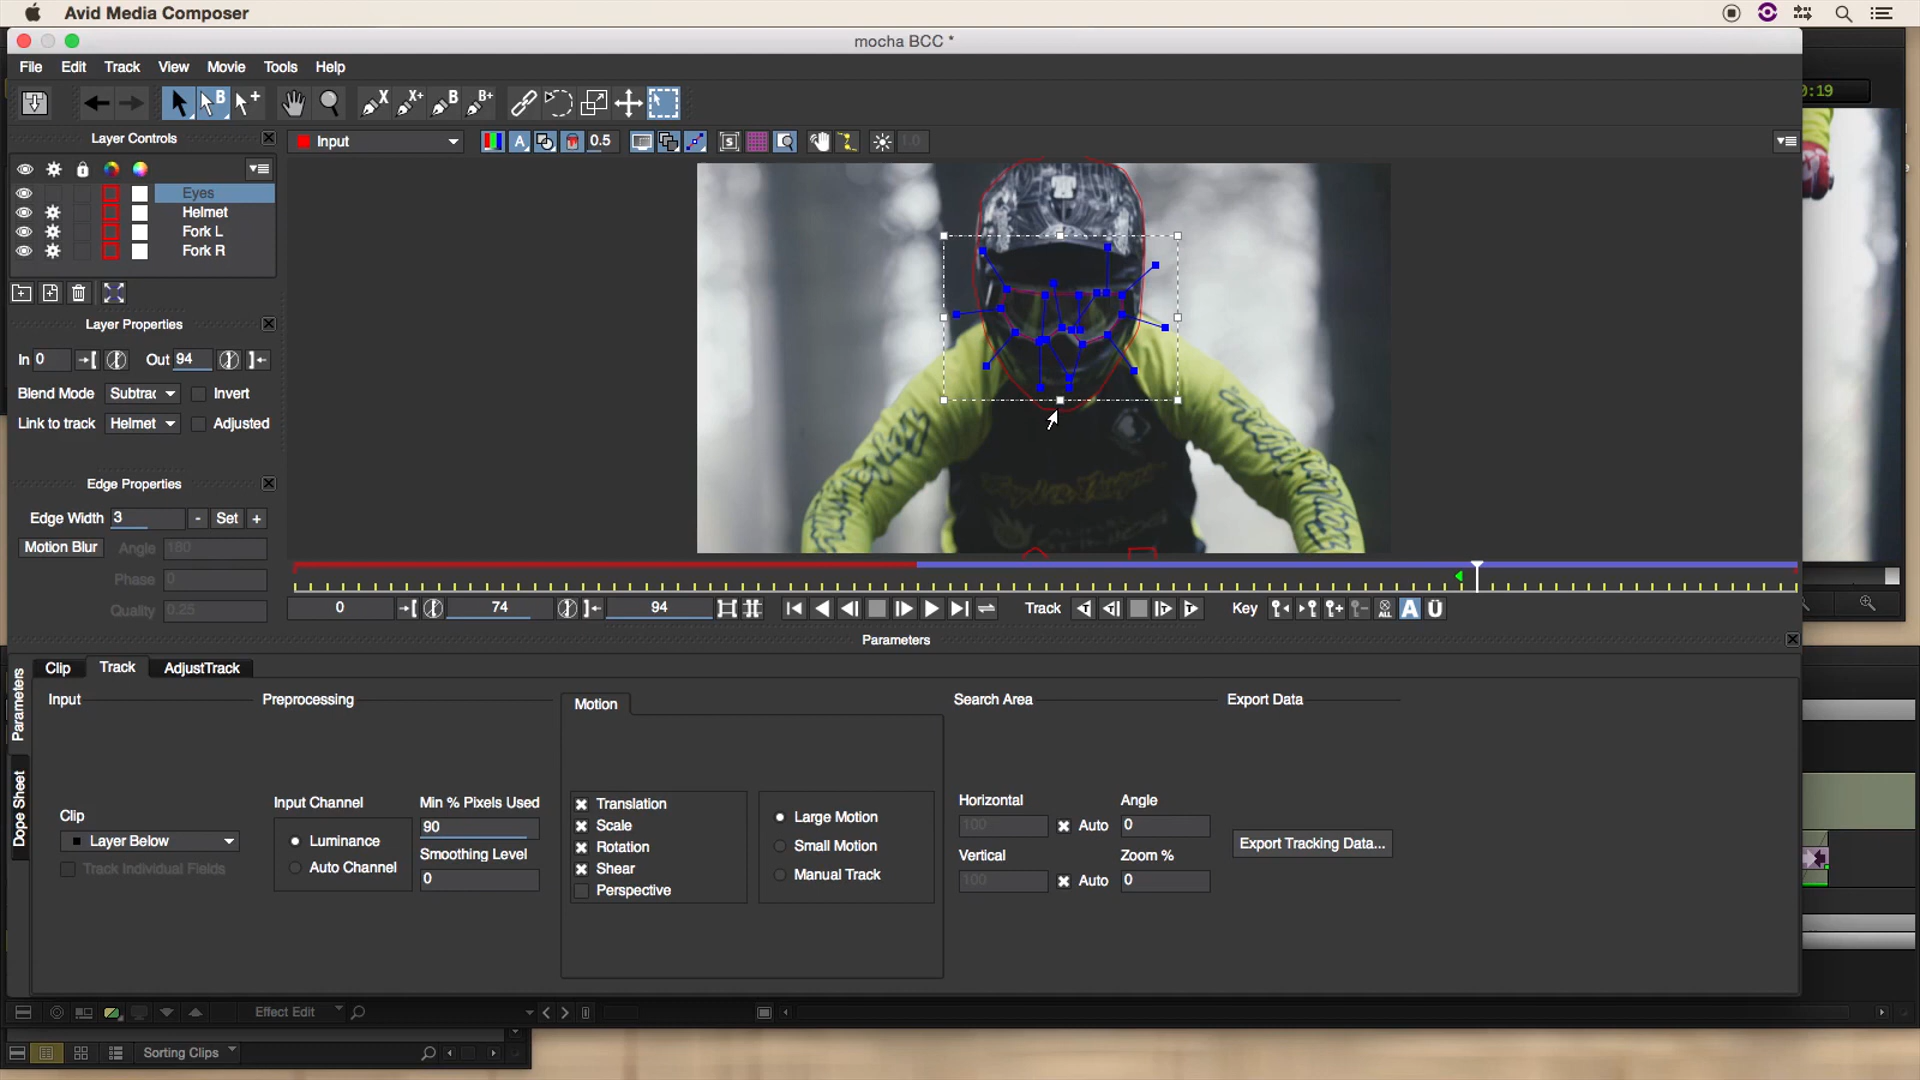 Avid Media Composer
mocha BCC *
File Edit Track View Movie Tools Help
0:19
Layer Controls
Input
0.5
1.0
Eyes
Helmet
Fork L
Fork R
Layer Properties
In 0 Out 94
Blend Mode Subtrac Invert
Link to track Helmet Adjusted
Edge Properties
Edge Width 3 - Set +
Motion Blur Angle 180
Phase 0
Quality 0.25
0 74 94 Track Key ALL A
Parameters
Clip Track AdjustTrack
Parameters
Dope Sheet
Input Preprocessing Motion Search Area Export Data
Clip
Layer Below
Track Individual Fields
Input Channel
Luminance
Auto Channel
Min % Pixels Used
90
Smoothing Level
0
Translation
Scale
Rotation
Shear
Perspective
Large Motion
Small Motion
Manual Track
Horizontal Angle
100 Auto 0
Vertical Zoom %
100 Auto 0
Export Tracking Data...
Effect Edit
Sorting Clips